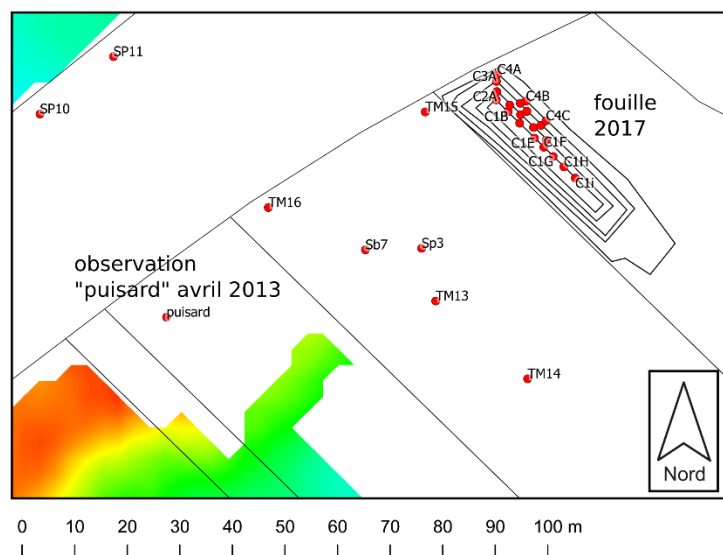 SP11
SP10
C4A
C3A
C2A
C4B
C1B
C4C
TM15
fouille
2017
C1E
C1F
C1G
C1H
C1i
TM16
Sb7
Sp3
observation
"puisard" avril 2013
puisard
TM13
TM14
Nord
0 10 20 30 40 50 60 70 80 90 100 m